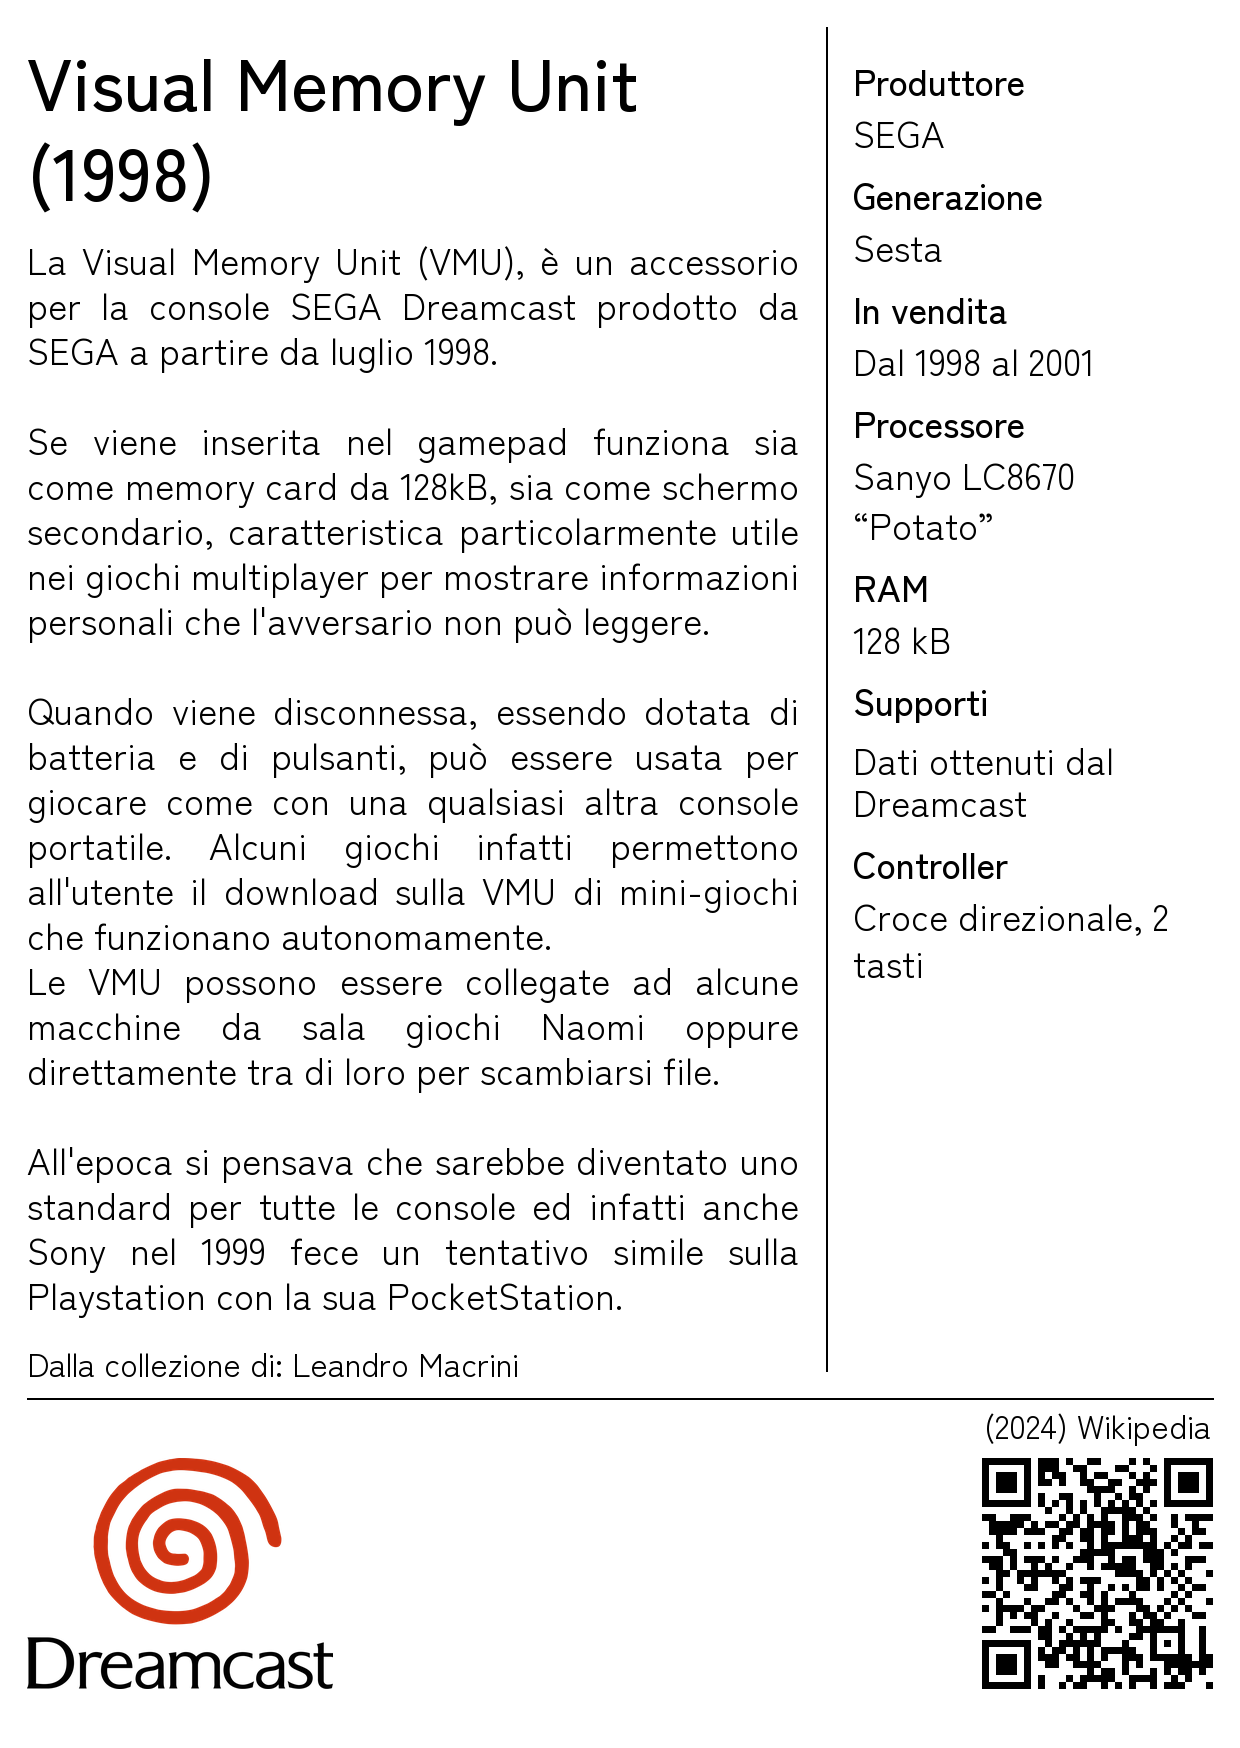 Visual Memory Unit
(1998)
La Visual Memory Unit (VMU), è un accessorio
per la console SEGA Dreamcast prodotto da
SEGA a partire da luglio 1998.
Se viene inserita nel gamepad funziona sia
come memory card da 128kB, sia come schermo
secondario, caratteristica particolarmente utile
nei giochi multiplayer per mostrare informazioni
personali che l'avversario non può leggere.
Quando viene disconnessa, essendo dotata di
batteria e di pulsanti, può essere usata per
giocare come con una qualsiasi altra console
portatile. Alcuni giochi infatti permettono
all'utente il download sulla VMU di mini-giochi
che funzionano autonomamente.
Le VMU possono essere collegate ad alcune
macchine da sala giochi Naomi oppure
direttamente tra di loro per scambiarsi file.
All'epoca si pensava che sarebbe diventato uno
standard per tutte le console ed infatti anche
Sony nel 1999 fece un tentativo simile sulla
Playstation con la sua PocketStation.
Dalla collezione di: Leandro Macrini
Produttore
SEGA
Generazione
Sesta
In vendita
Dal 1998 al 2001
Processore
Sanyo LC8670
“Potato”
RAM
128 kB
Supporti
Dati ottenuti dal
Dreamcast
Controller
Croce direzionale, 2
tasti
(2024) Wikipedia
Dreamcast